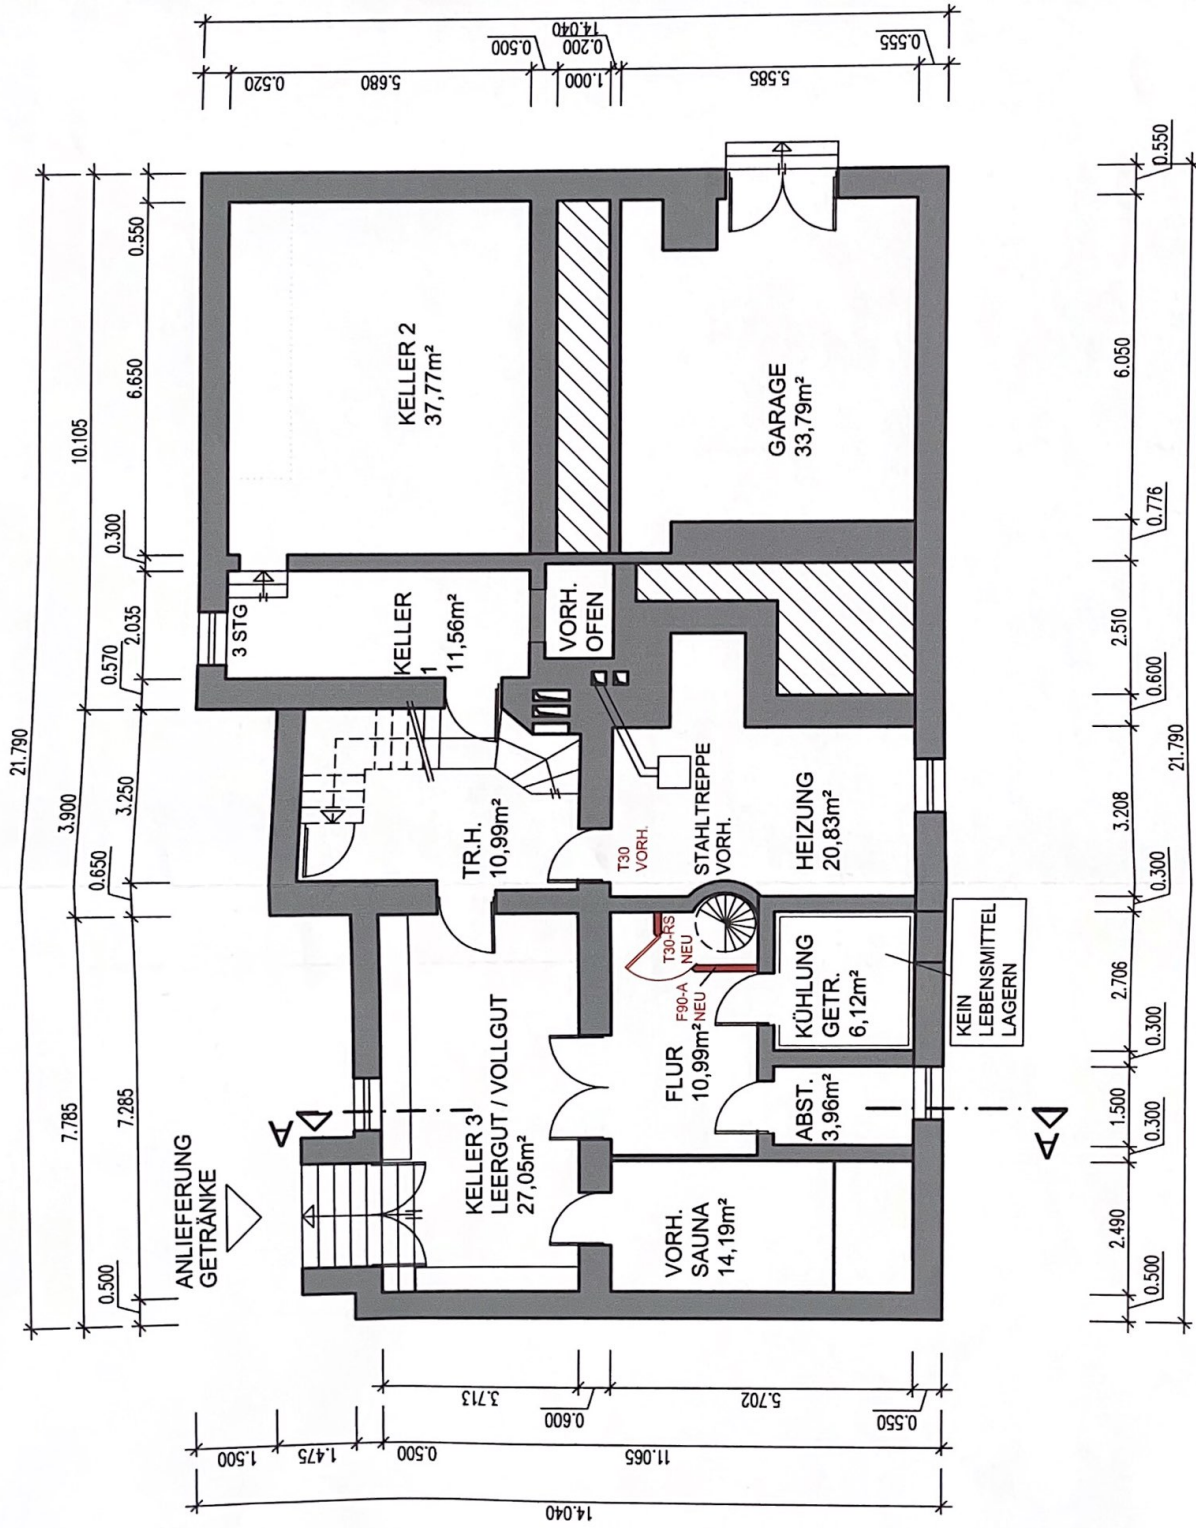 21.790
10.105
3.900
7.785
0.550
6.650
0.300
2.035
0.570
3.250
0.650
7.285
0.500
14.040
0.520
5.680
0.500
1.000
0.200
5.585
0.555
ANLIEFERUNG
GETRÄNKE
A
3 STG
KELLER
1
11,56m²
KELLER 2
37,77m²
VORH.
OFEN
GARAGE
33,79m²
TR.H.
10,99m²
T30
VORH.
STAHLTREPPE
VORH.
HEIZUNG
20,83m²
KELLER 3
LEERGUT / VOLLGUT
27,05m²
T30-RS
NEU
F90-A
NEU
FLUR
10,99m²
KÜHLUNG
GETR.
6,12m²
ABST.
3,96m²
VORH.
SAUNA
14,19m²
KEIN
LEBENSMITTEL
LAGERN
A
0.550
6.050
0.776
2.510
0.600
3.208
0.300
2.706
0.300
1.500
0.300
2.490
0.500
21.790
3.713
0.600
5.702
0.550
1.500
1.475
0.500
11.065
14.040